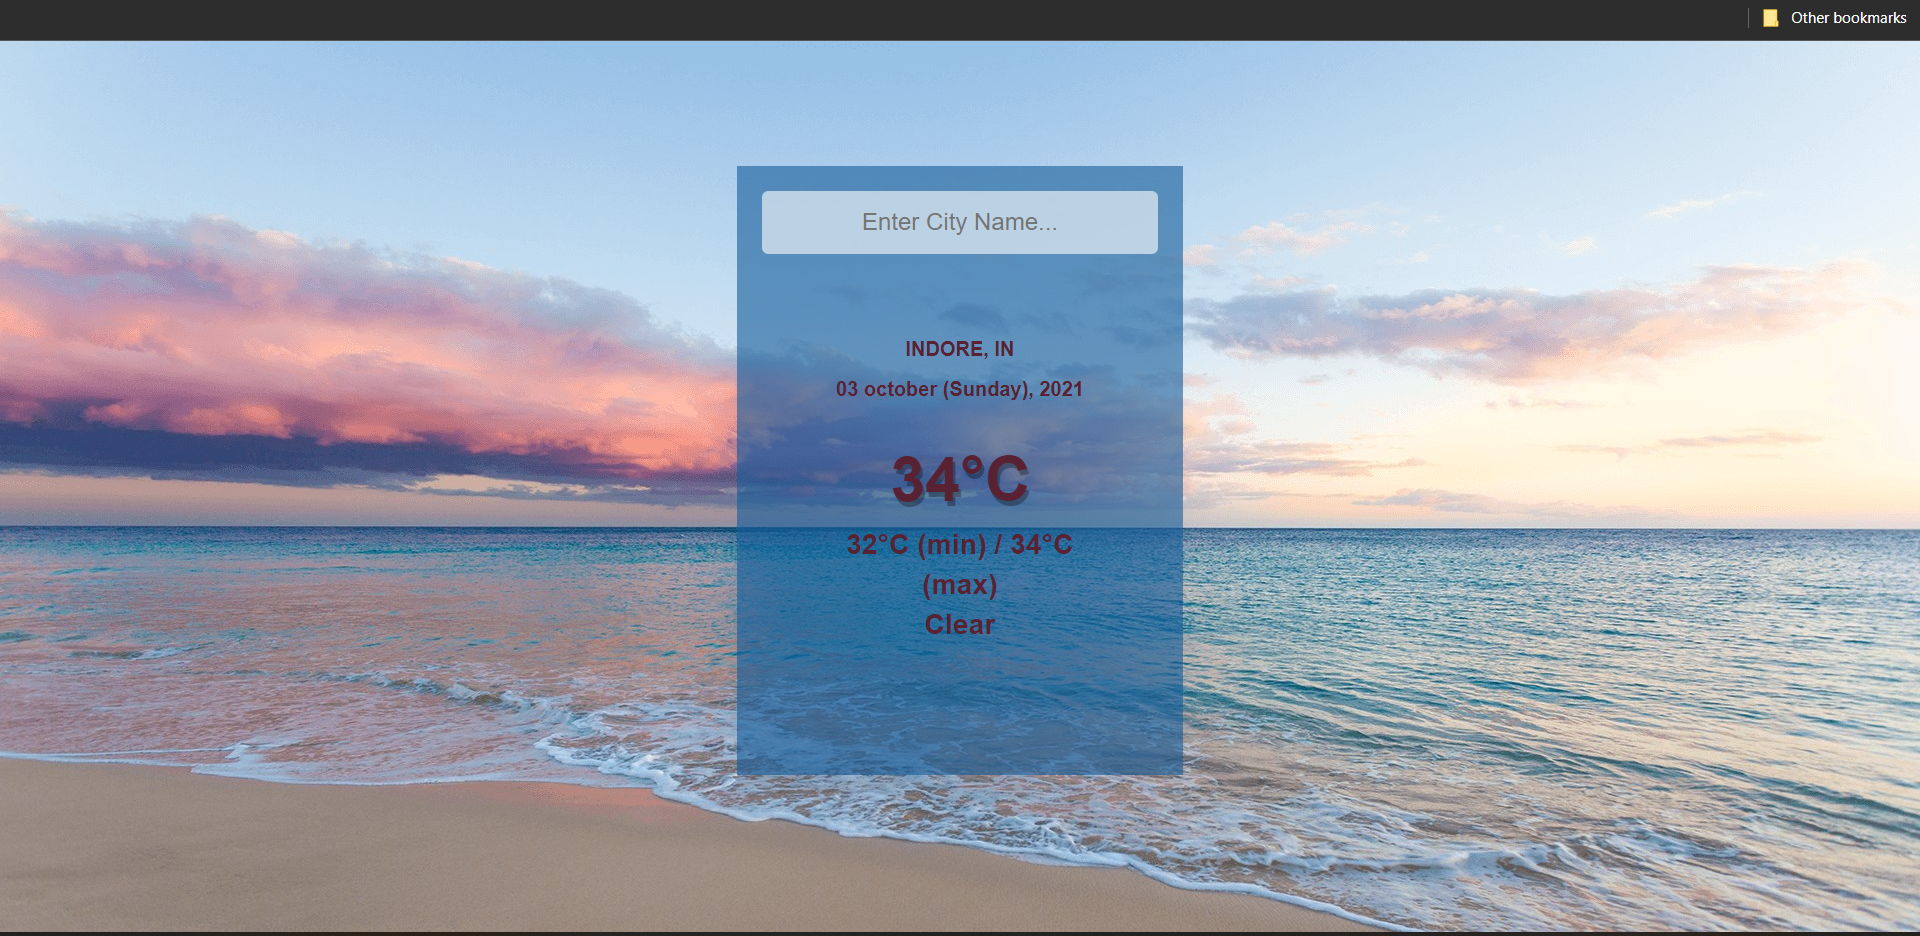 Other bookmarks
Enter City Name...
INDORE, IN
03 october (Sunday), 2021
34°C
32°C (min) / 34°C
(max)
Clear